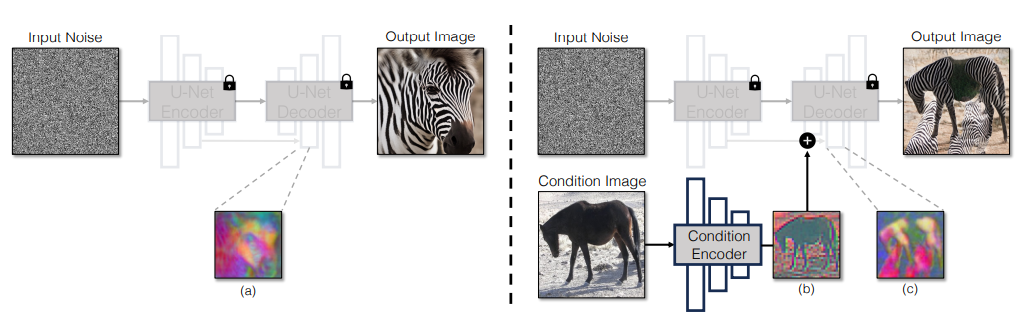 Input Noise
U-Net
Encoder
U-Net
Decoder
Output Image
(a)
Input Noise
U-Net
Encoder
U-Net
Decoder
Output Image
Condition Image
Condition
Encoder
(b)
(c)